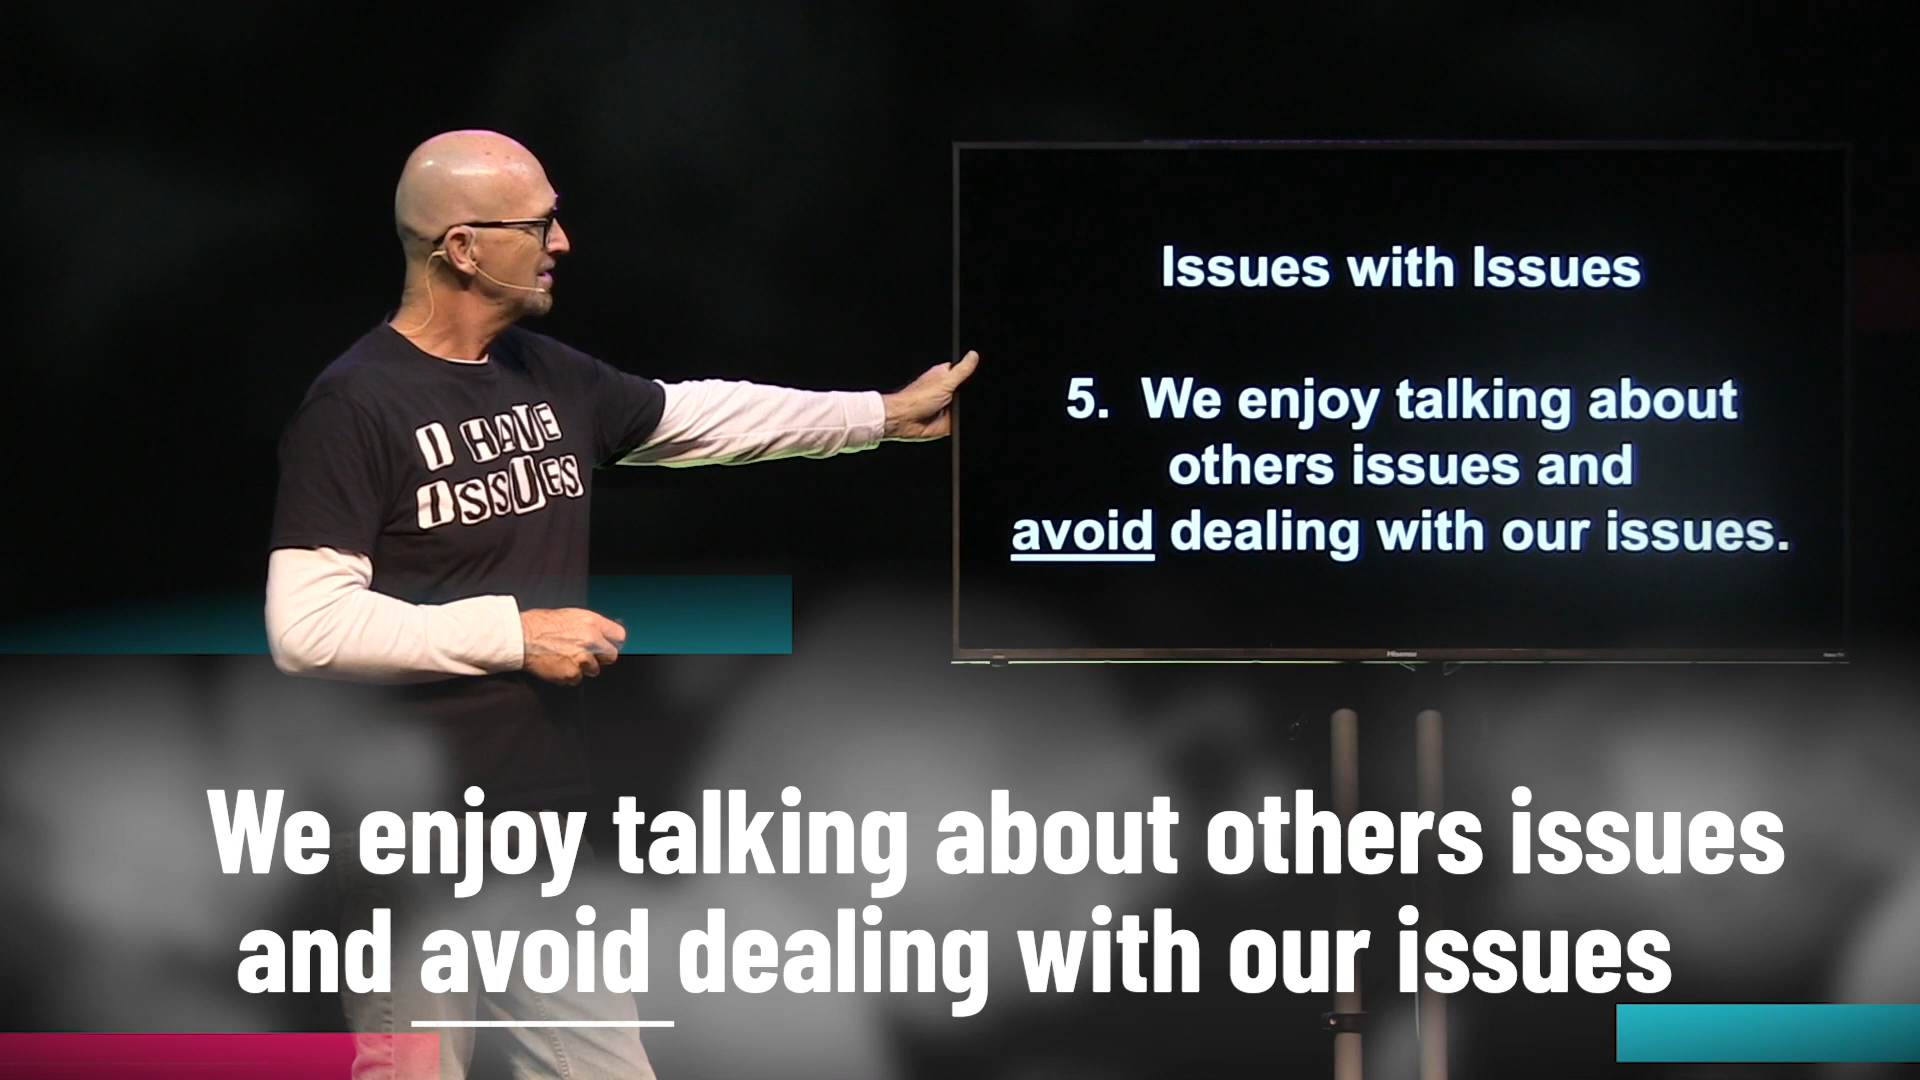 I HAVE
ISSUES
Issues with Issues
5. We enjoy talking about
others issues and
avoid dealing with our issues.
Hisense
We enjoy talking about others issues
and avoid dealing with our issues